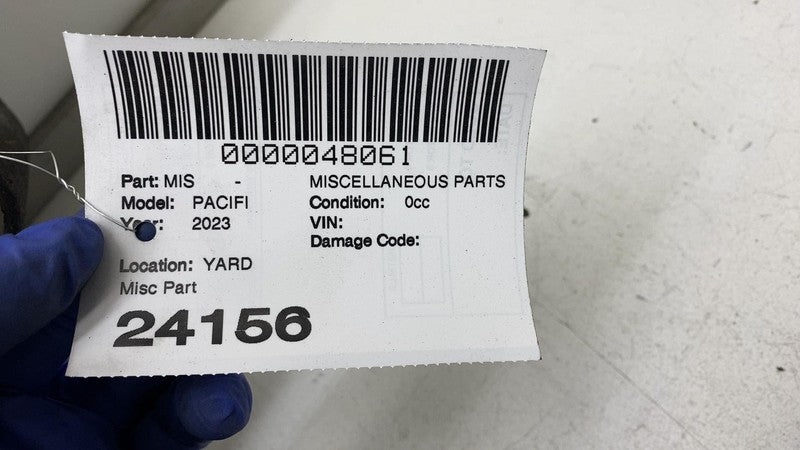 0000048061
Part: MIS - MISCELLANEOUS PARTS
Model: PACIFI Condition: 0cc
Year: 2023 VIN:
Damage Code:
Location: YARD
Misc Part
24156